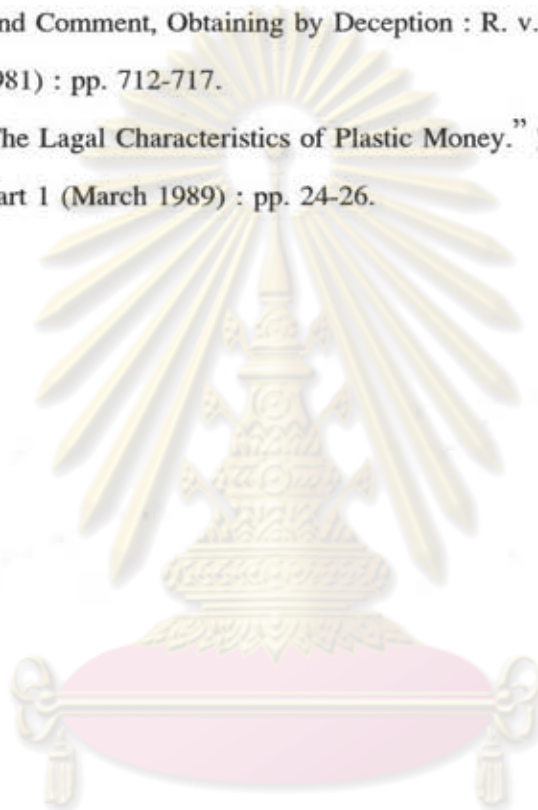 nd Comment, Obtaining by Deception : R. v.
981) : pp. 712-717.
he Lagal Characteristics of Plastic Money.”
art 1 (March 1989) : pp. 24-26.